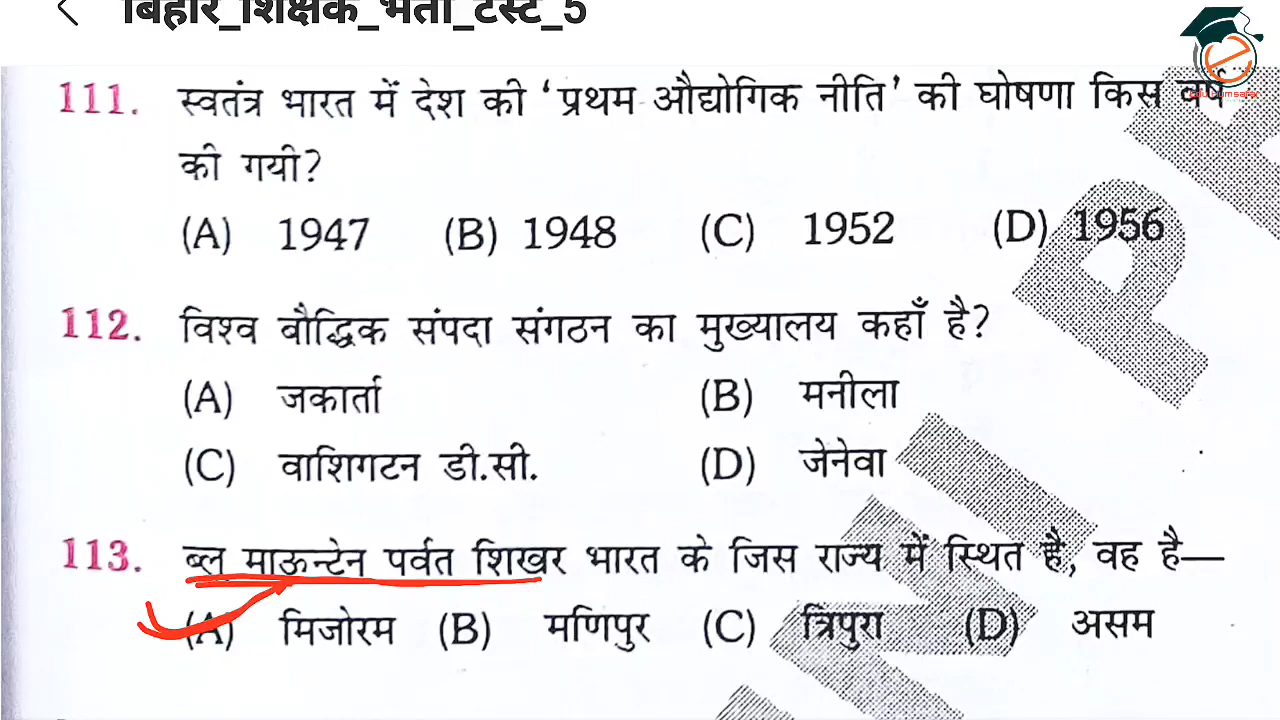 बिहार_शिक्षक_भर्ती_टेस्ट_5
111. स्वतंत्र भारत में देश की ‘प्रथम औद्योगिक नीति’ की घोषणा किस वर्ष
की गयी?
(A) 1947 (B) 1948 (C) 1952 (D) 1956
112. विश्व बौद्धिक संपदा संगठन का मुख्यालय कहाँ है?
(A) जकार्ता (B) मनीला
(C) वाशिगटन डी.सी. (D) जेनेवा
113. ब्लू माऊन्टेन पर्वत शिखर भारत के जिस राज्य में स्थित है, वह है—
(A) मिजोरम (B) मणिपुर (C) त्रिपुरा (D) असम